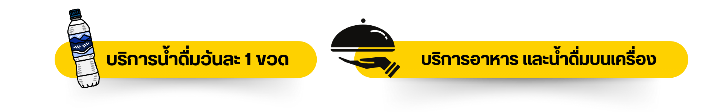 บริการน้ำดื่มวันละ 1 ขวด
บริการอาหาร และน้ำดื่มบนเครื่อง